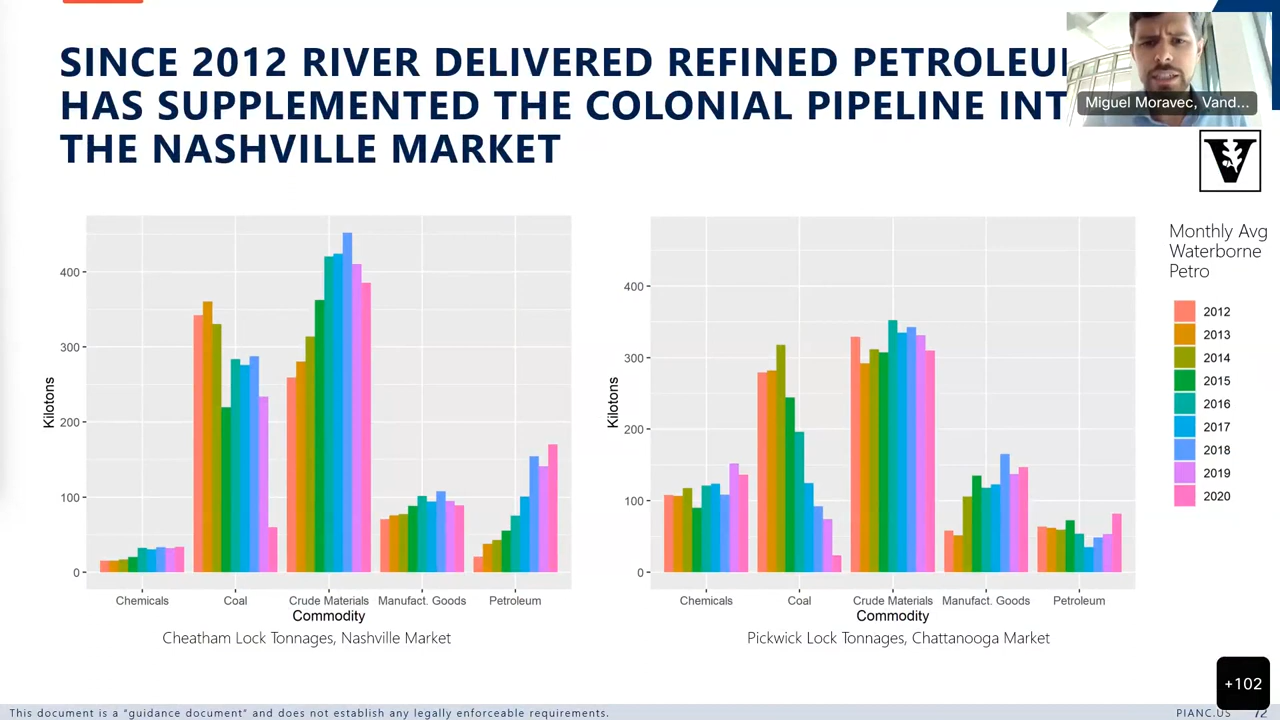 SINCE 2012 RIVER DELIVERED REFINED
HAS SUPPLEMENTED THE COLONIAL PIPELINE
THE NASHVILLE MARKET
Miguel Moravec, Vand...
V
Monthly Avg
Waterborne
Petro
2012
2013
2014
2015
2016
2017
2018
2019
2020
400
300
200
100
0
Kilotons
Chemicals Coal Crude Materials Manufact. Goods Petroleum
Commodity
Cheatham Lock Tonnages, Nashville Market
400
300
200
100
0
Kilotons
Chemicals Coal Crude Materials Manufact. Goods Petroleum
Commodity
Pickwick Lock Tonnages, Chattanooga Market
+102
This document is a "guidance document" and does not establish any legally enforceable requirements.
PIANC.US 72